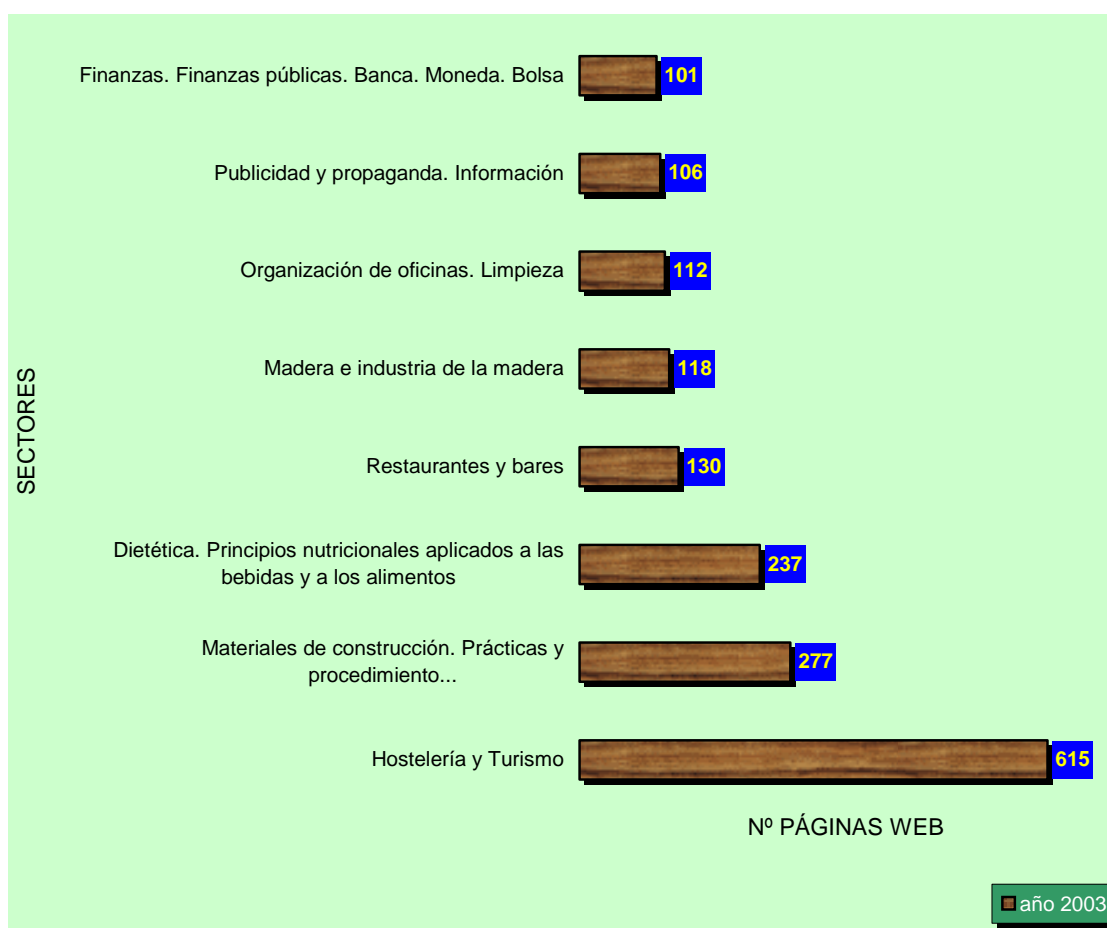 Finanzas. Finanzas públicas. Banca. Moneda. Bolsa
101
Publicidad y propaganda. Información
106
Organización de oficinas. Limpieza
112
Madera e industria de la madera
118
SECTORES
Restaurantes y bares
130
Dietética. Principios nutricionales aplicados a las
bebidas y a los alimentos
237
Materiales de construcción. Prácticas y
procedimiento...
277
Hostelería y Turismo
615
Nº PÁGINAS WEB
año 2003